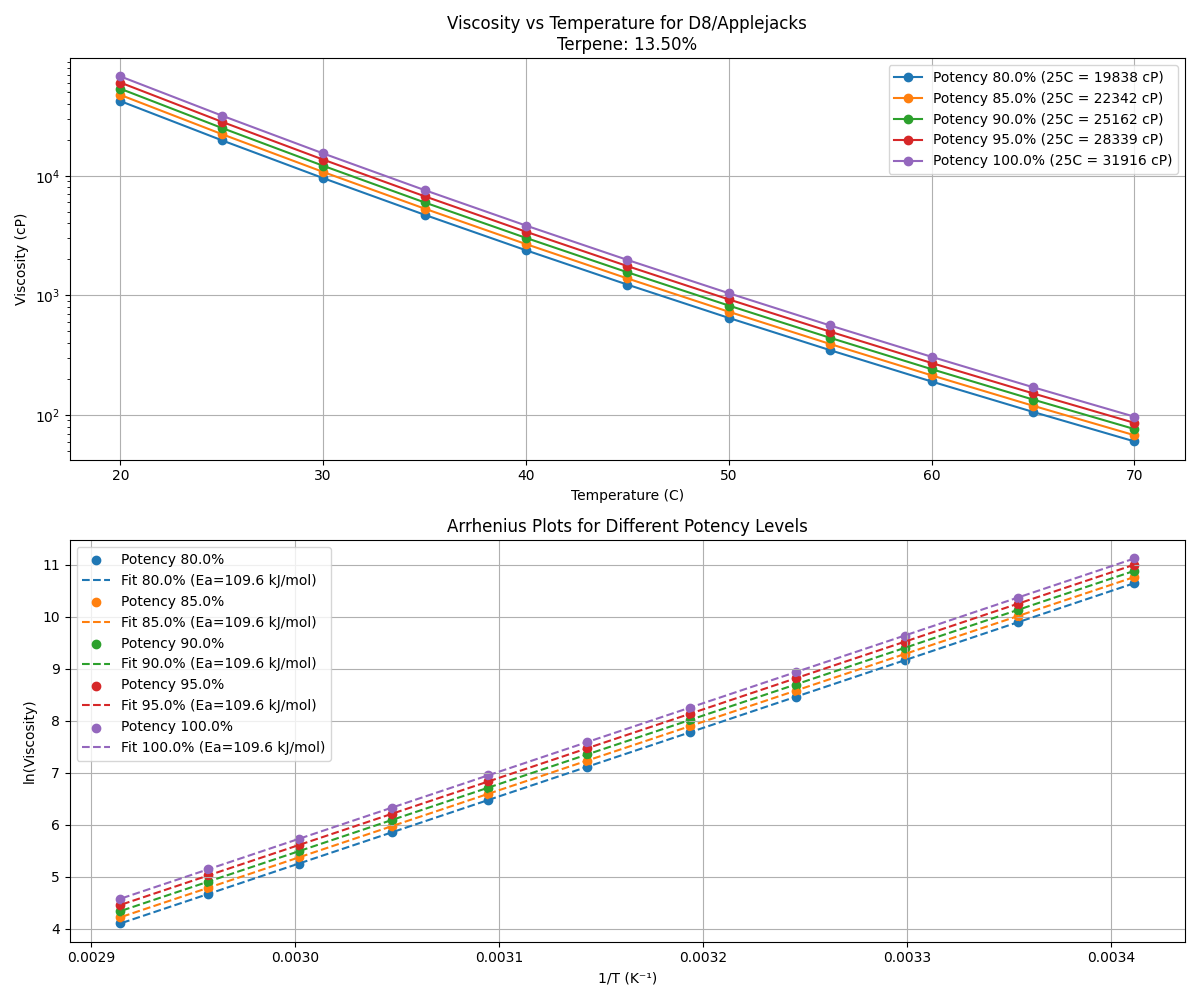 Viscosity vs Temperature for D8/Applejacks
Terpene: 13.50%
Viscosity (cP)
10⁴
10³
10²
Potency 80.0% (25C = 19838 cP)
Potency 85.0% (25C = 22342 cP)
Potency 90.0% (25C = 25162 cP)
Potency 95.0% (25C = 28339 cP)
Potency 100.0% (25C = 31916 cP)
20 30 40 50 60 70
Temperature (C)
Arrhenius Plots for Different Potency Levels
ln(Viscosity)
11
10
9
8
7
6
5
4
Potency 80.0%
Fit 80.0% (Ea=109.6 kJ/mol)
Potency 85.0%
Fit 85.0% (Ea=109.6 kJ/mol)
Potency 90.0%
Fit 90.0% (Ea=109.6 kJ/mol)
Potency 95.0%
Fit 95.0% (Ea=109.6 kJ/mol)
Potency 100.0%
Fit 100.0% (Ea=109.6 kJ/mol)
0.0029 0.0030 0.0031 0.0032 0.0033 0.0034
1/T (K⁻¹)